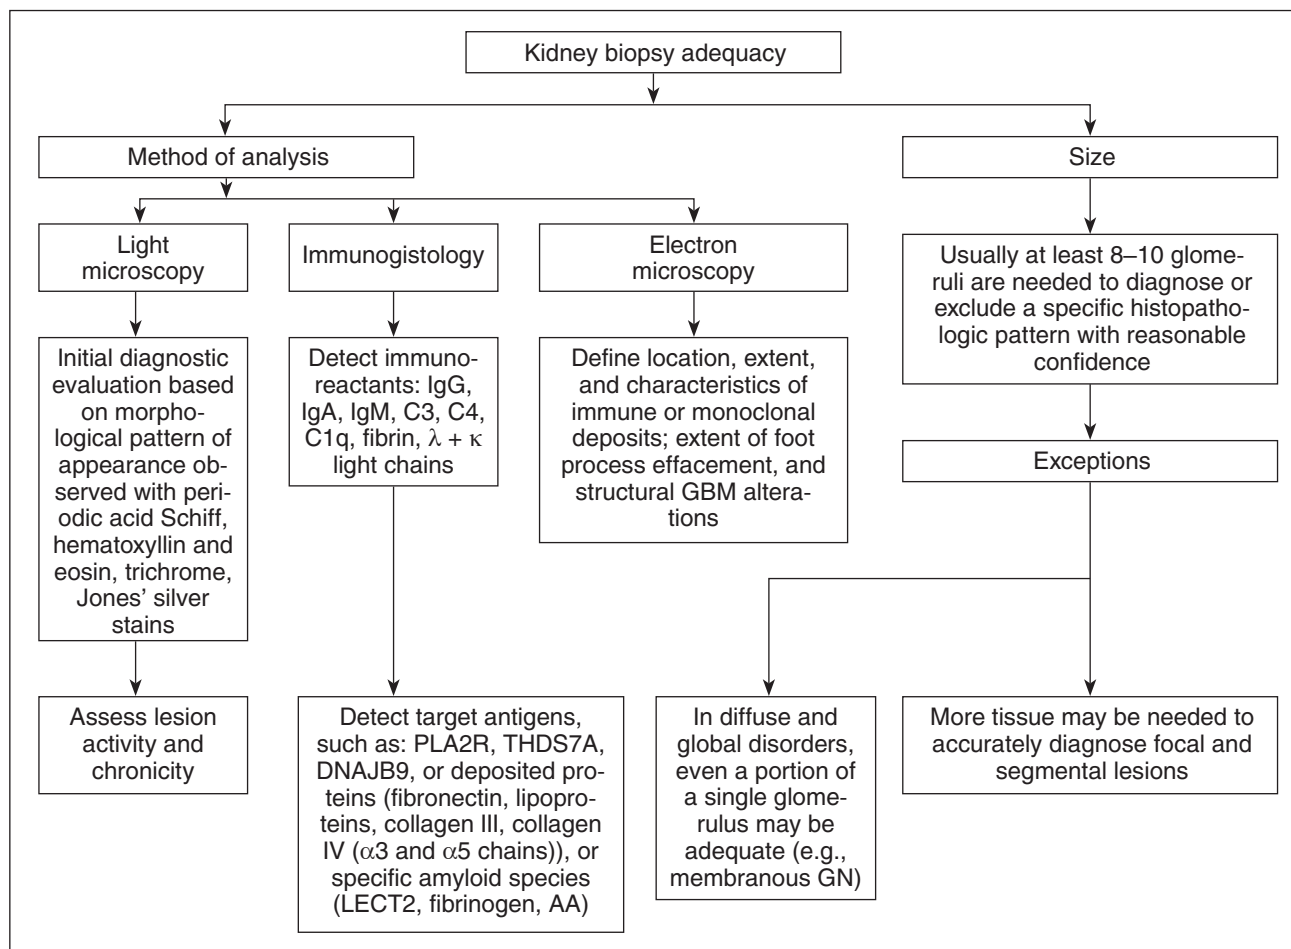 Kidney biopsy adequacy
Method of analysis
Size
Light
microscopy
Immunogistology
Electron
microscopy
Usually at least 8–10 glome-
ruli are needed to diagnose or
exclude a specific histopatho-
logic pattern with reasonable
confidence
Initial diagnostic
evaluation based
on morpho-
logical pattern of
appearance ob-
served with peri-
odic acid Schiff,
hematoxyllin and
eosin, trichrome,
Jones’ silver
stains
Detect immuno-
reactants: IgG,
IgA, IgM, C3, C4,
C1q, fibrin, λ + κ
light chains
Define location, extent,
and characteristics of
immune or monoclonal
deposits; extent of foot
process effacement, and
structural GBM altera-
tions
Exceptions
Assess lesion
activity and
chronicity
Detect target antigens,
such as: PLA2R, THDS7A,
DNAJB9, or deposited pro-
teins (fibronectin, lipopro-
teins, collagen III, collagen
IV (α3 and α5 chains)), or
specific amyloid species
(LECT2, fibrinogen, AA)
In diffuse and
global disorders,
even a portion of
a single glome-
rulus may be
adequate (e.g.,
membranous GN)
More tissue may be needed to
accurately diagnose focal and
segmental lesions